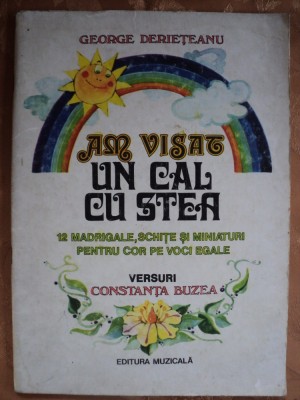 GEORGE DERIEȚEANU
AM VISAT
UN CAL
CU STEA
12 MADRIGALE, SCHIȚE ȘI MINIATURI
PENTRU COR PE VOCI EGALE
VERSURI
CONSTANȚA BUZEA
EDITURA MUZICALĂ